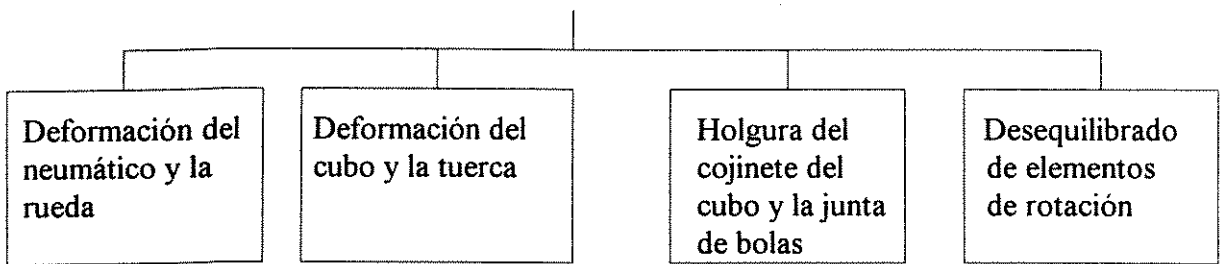 Deformación del
neumático y la
rueda
Deformación del
cubo y la tuerca
Holgura del
cojinete del
cubo y la junta
de bolas
Desequilibrado
de elementos
de rotación